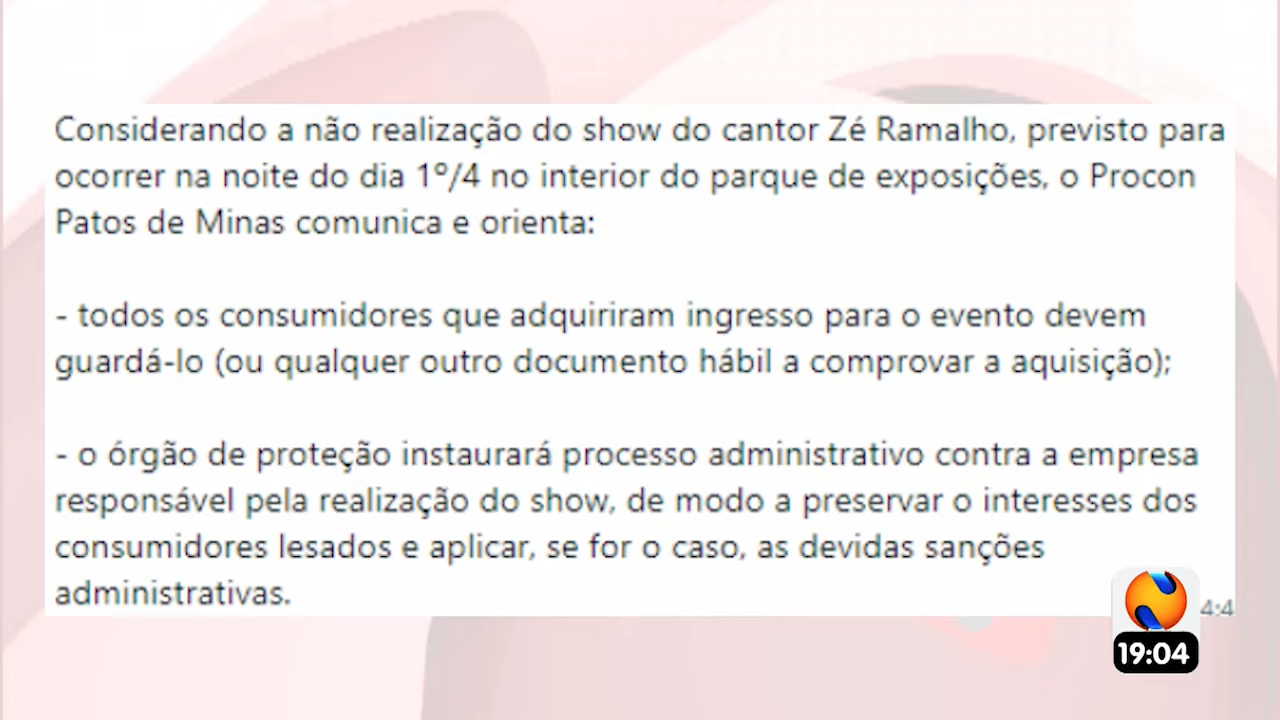 Considerando a não realização do show do cantor Zé Ramalho, previsto para
ocorrer na noite do dia 1º/4 no interior do parque de exposições, o Procon
Patos de Minas comunica e orienta:
- todos os consumidores que adquiriram ingresso para o evento devem
guardá-lo (ou qualquer outro documento hábil a comprovar a aquisição);
- o órgão de proteção instaurará processo administrativo contra a empresa
responsável pela realização do show, de modo a preservar o interesses dos
consumidores lesados e aplicar, se for o caso, as devidas sanções
administrativas.
4:4
19:04